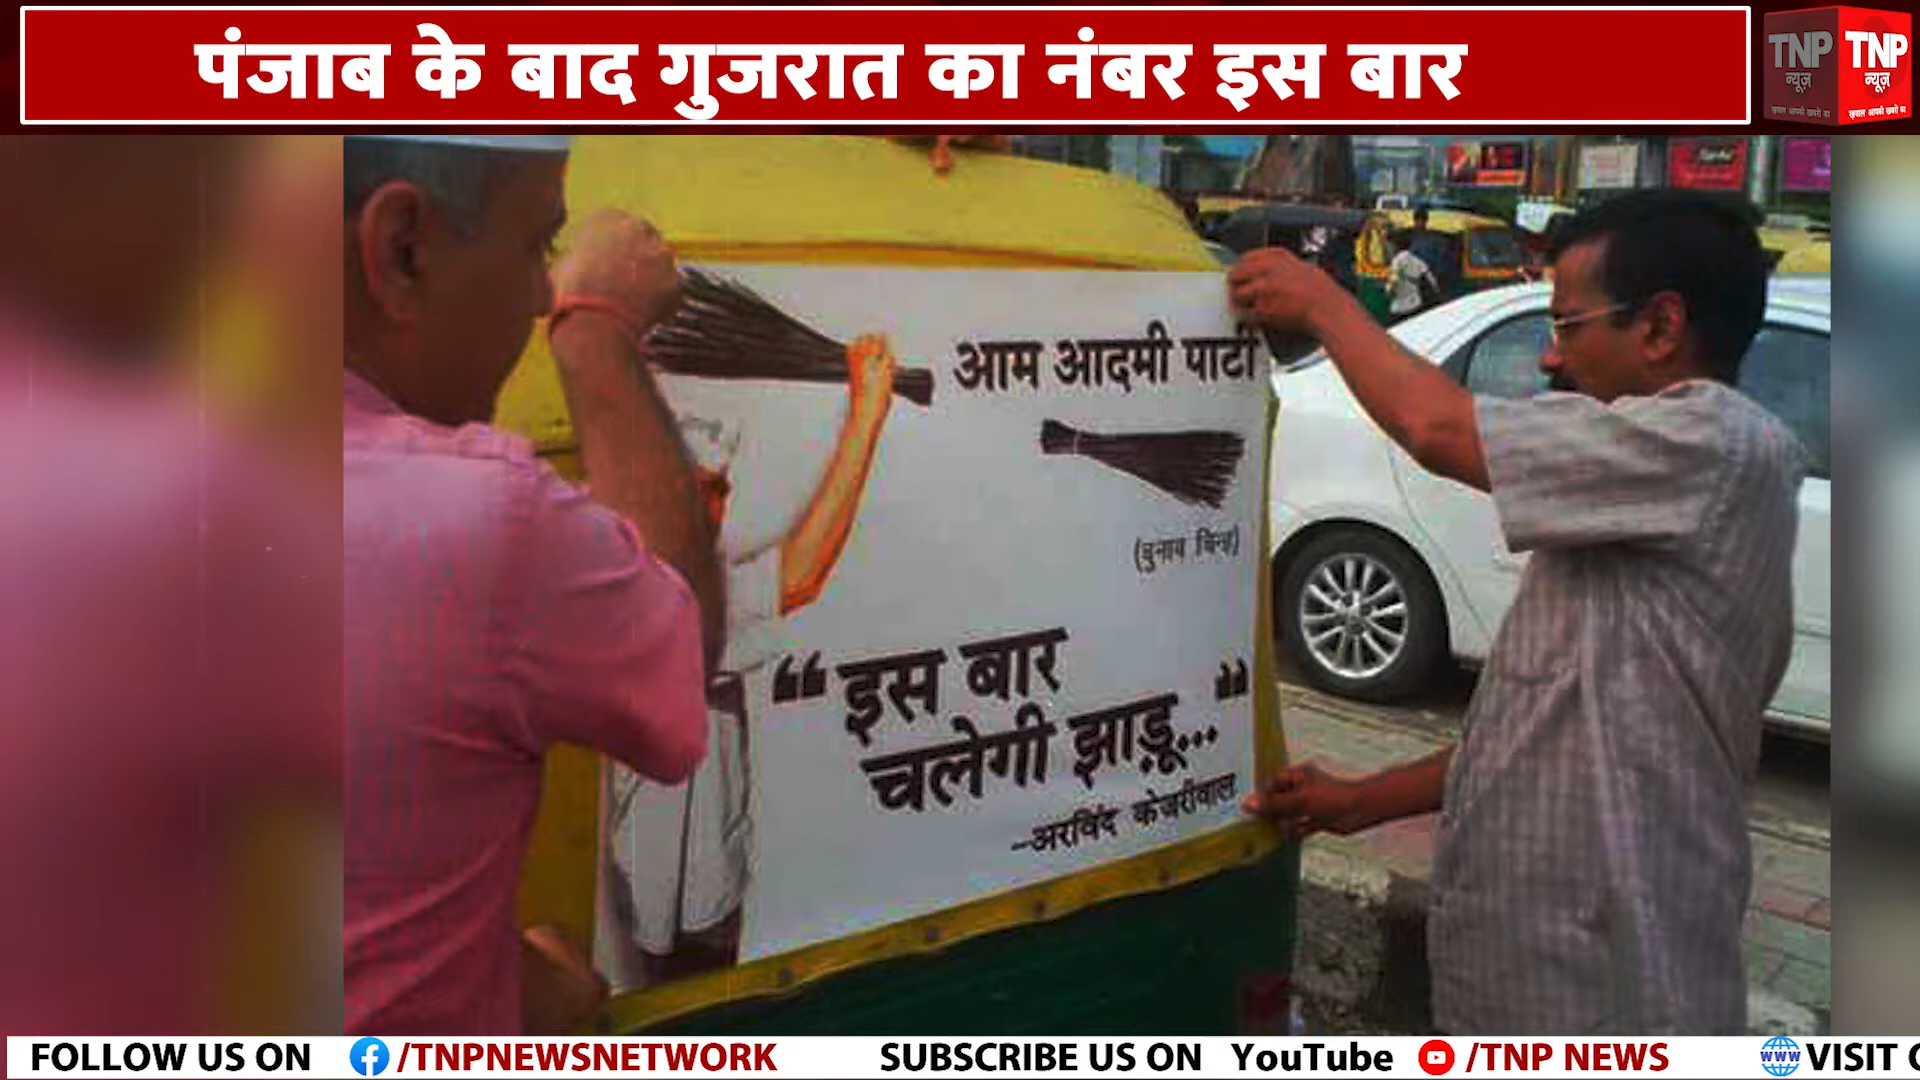 पंजाब के बाद गुजरात का नंबर इस बार
TNP
न्यूज़
TNP
न्यूज़
आम आदमी पार्टी
(चुनाव चिन्ह)
“इस बार
चलेगी झाड़ू...”
–अरविंद केजरीवाल
FOLLOW US ON /TNPNEWSNETWORK SUBSCRIBE US ON YouTube /TNP NEWS VISIT